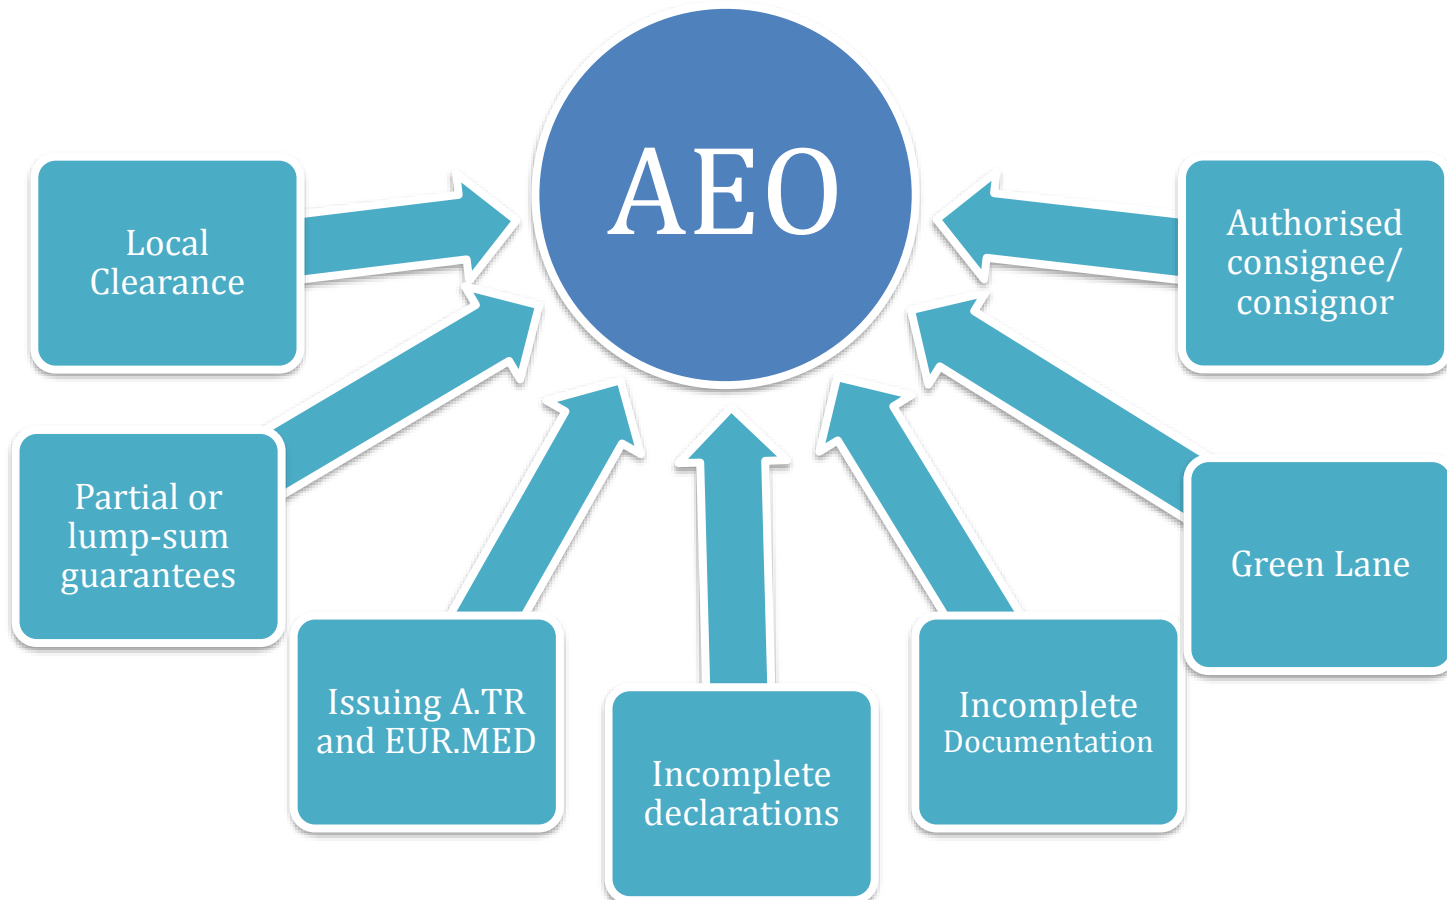 AEO
Local
Clearance
Authorised
consignee/
consignor
Partial or
lump-sum
guarantees
Green Lane
Issuing A.TR
and EUR.MED
Incomplete
declarations
Incomplete
Documentation